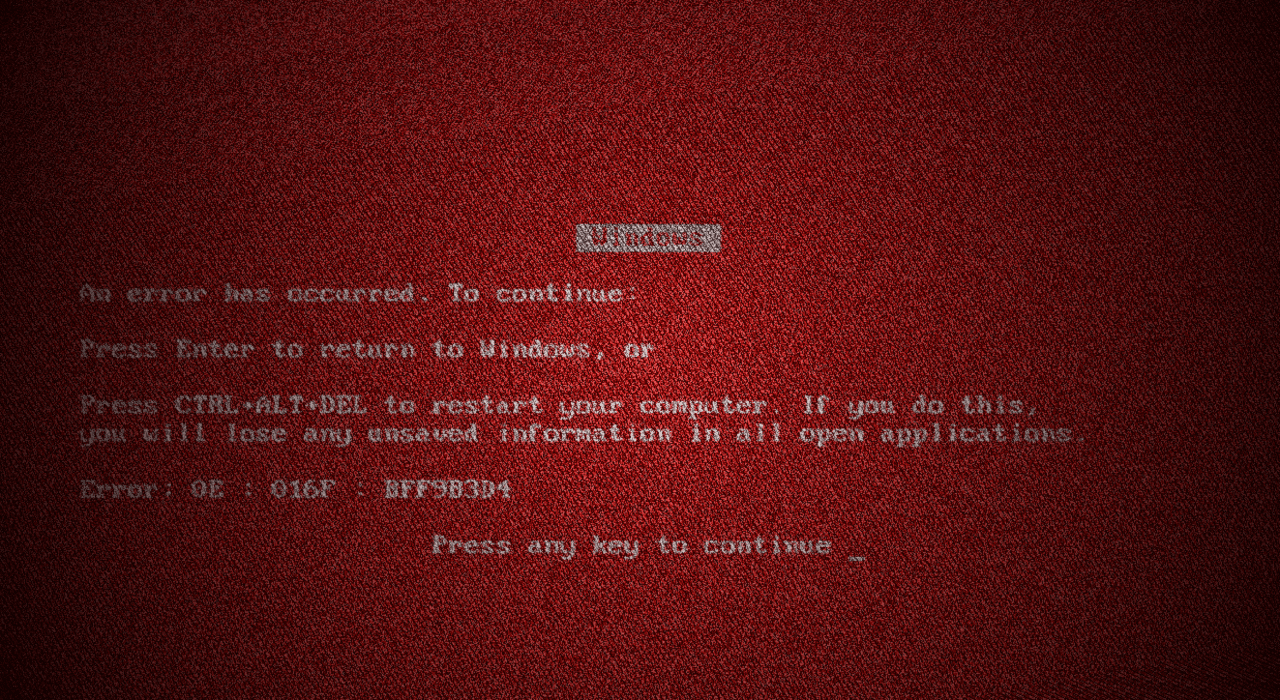 Windows
An error has occurred. To continue:
Press Enter to return to Windows, or
Press CTRL+ALT+DEL to restart your computer. If you do this,
you will lose any unsaved information in all open applications.
Error: 0E : 016F : BFF9B3D4
Press any key to continue _